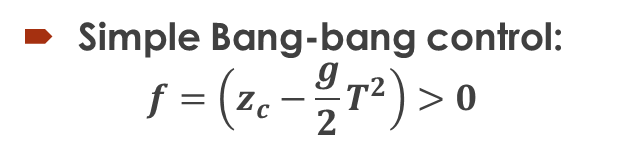 Simple Bang-bang control:
f = (z_c − g/2 T²) > 0